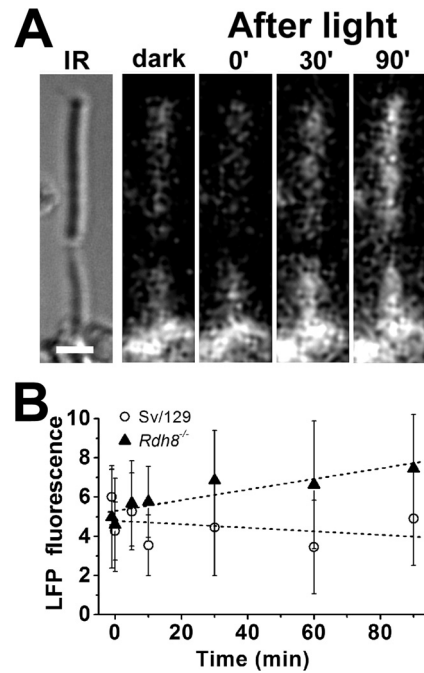 A
After light
IR dark 0' 30' 90'
B
Sv/129
Rdh8-/-
LFP fluorescence
10
8
6
4
2
0
0 20 40 60 80
Time (min)